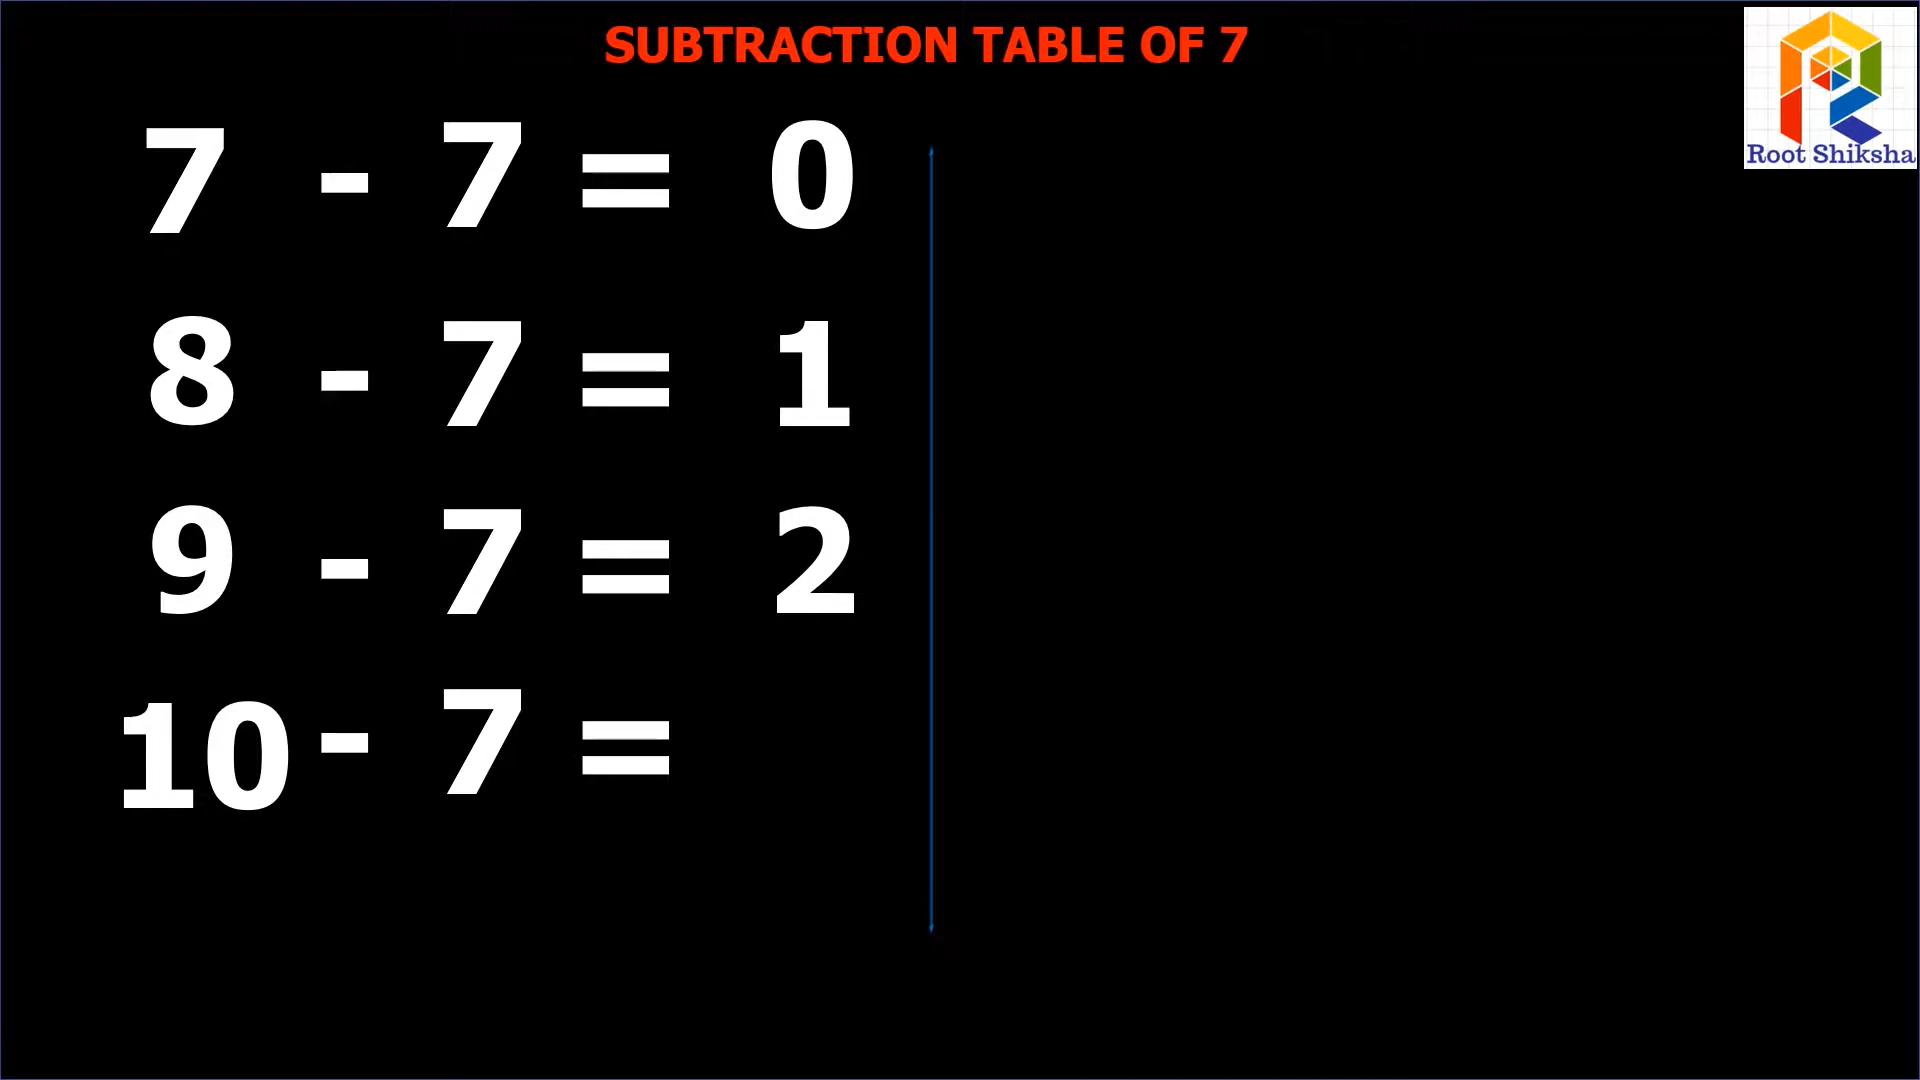 SUBTRACTION TABLE OF 7
Root Shiksha
7 - 7 = 0
8 - 7 = 1
9 - 7 = 2
10 - 7 =